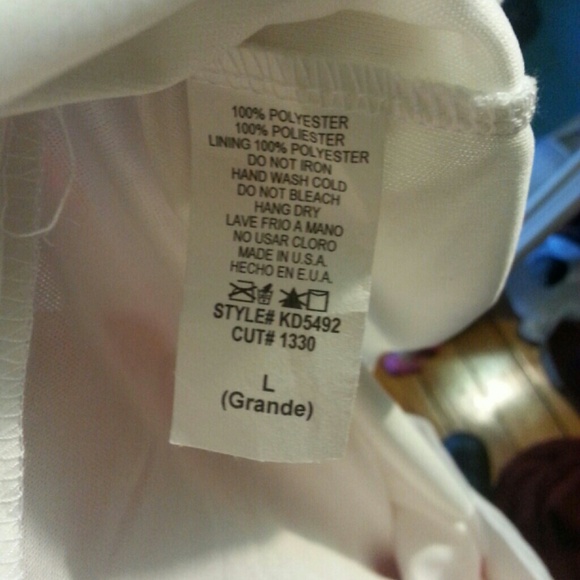 100% POLYESTER
100% POLIESTER
LINING 100% POLYESTER
DO NOT IRON
HAND WASH COLD
DO NOT BLEACH
HANG DRY
LAVE FRIO A MANO
NO USAR CLORO
MADE IN U.S.A.
HECHO EN E.U.A.
STYLE# KD5492
CUT# 1330
L
(Grande)